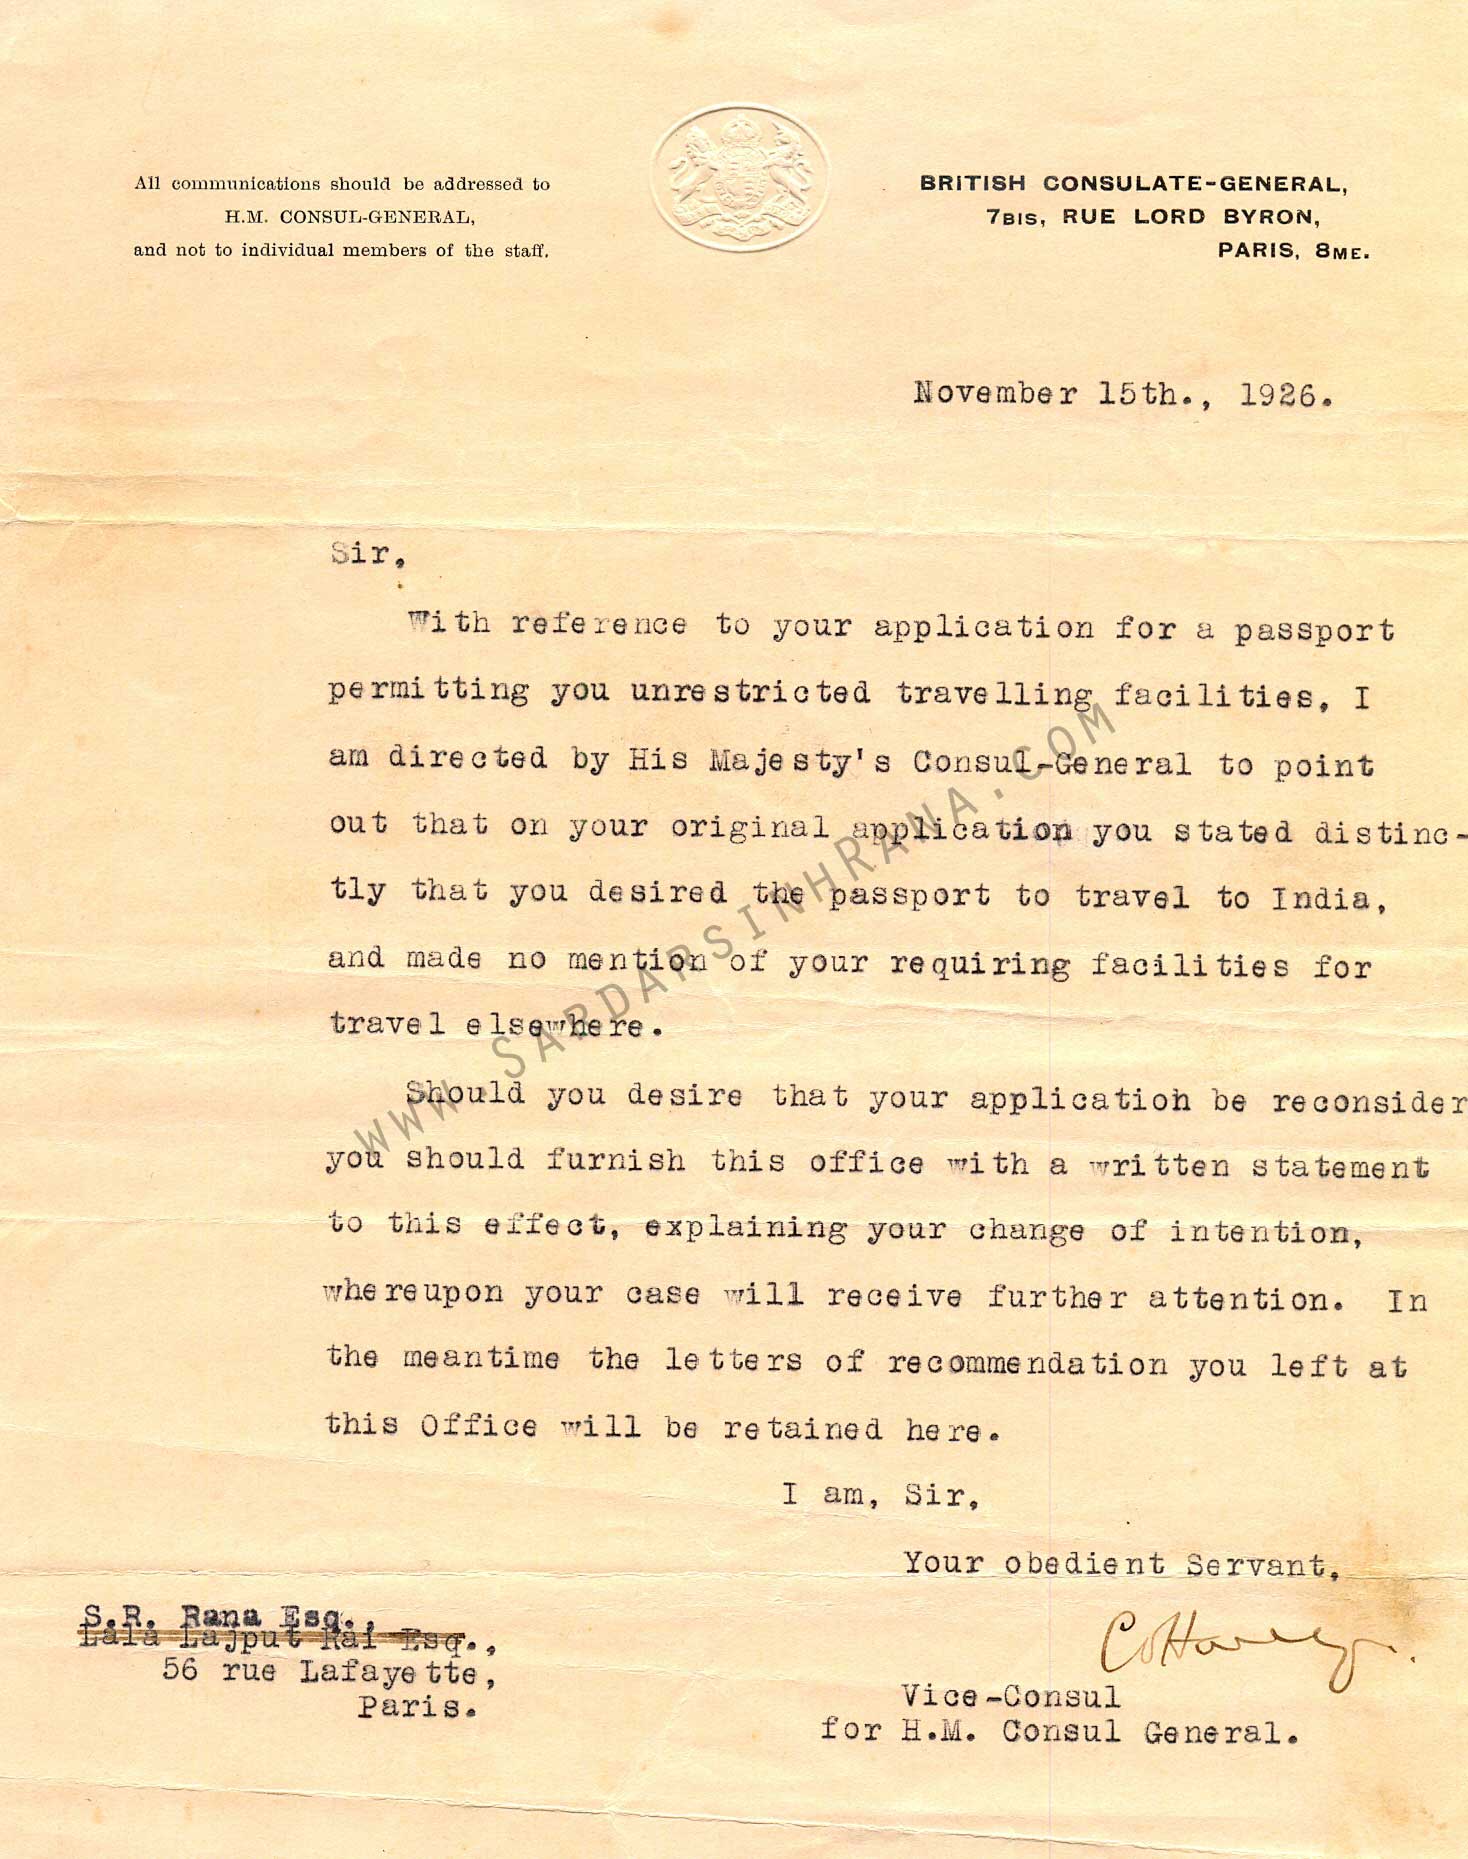 All communications should be addressed to
H.M. CONSUL-GENERAL,
and not to individual members of the staff.
BRITISH CONSULATE-GENERAL,
7BIS, RUE LORD BYRON,
PARIS, 8ME.
November 15th., 1926.
Sir,
With reference to your application for a passport
permitting you unrestricted travelling facilities, I
am directed by His Majesty's Consul-General to point
out that on your original application you stated distinc-
tly that you desired the passport to travel to India,
and made no mention of your requiring facilities for
travel elsewhere.
Should you desire that your application be reconsider
you should furnish this office with a written statement
to this effect, explaining your change of intention,
whereupon your case will receive further attention. In
the meantime the letters of recommendation you left at
this Office will be retained here.
I am, Sir,
Your obedient Servant,
S.R. Rana Esq.,
Lala Lajput Rai Esq.,
56 rue Lafayette,
Paris.
Vice-Consul
for H.M. Consul General.
WWW.SARDARSINHRANA.COM